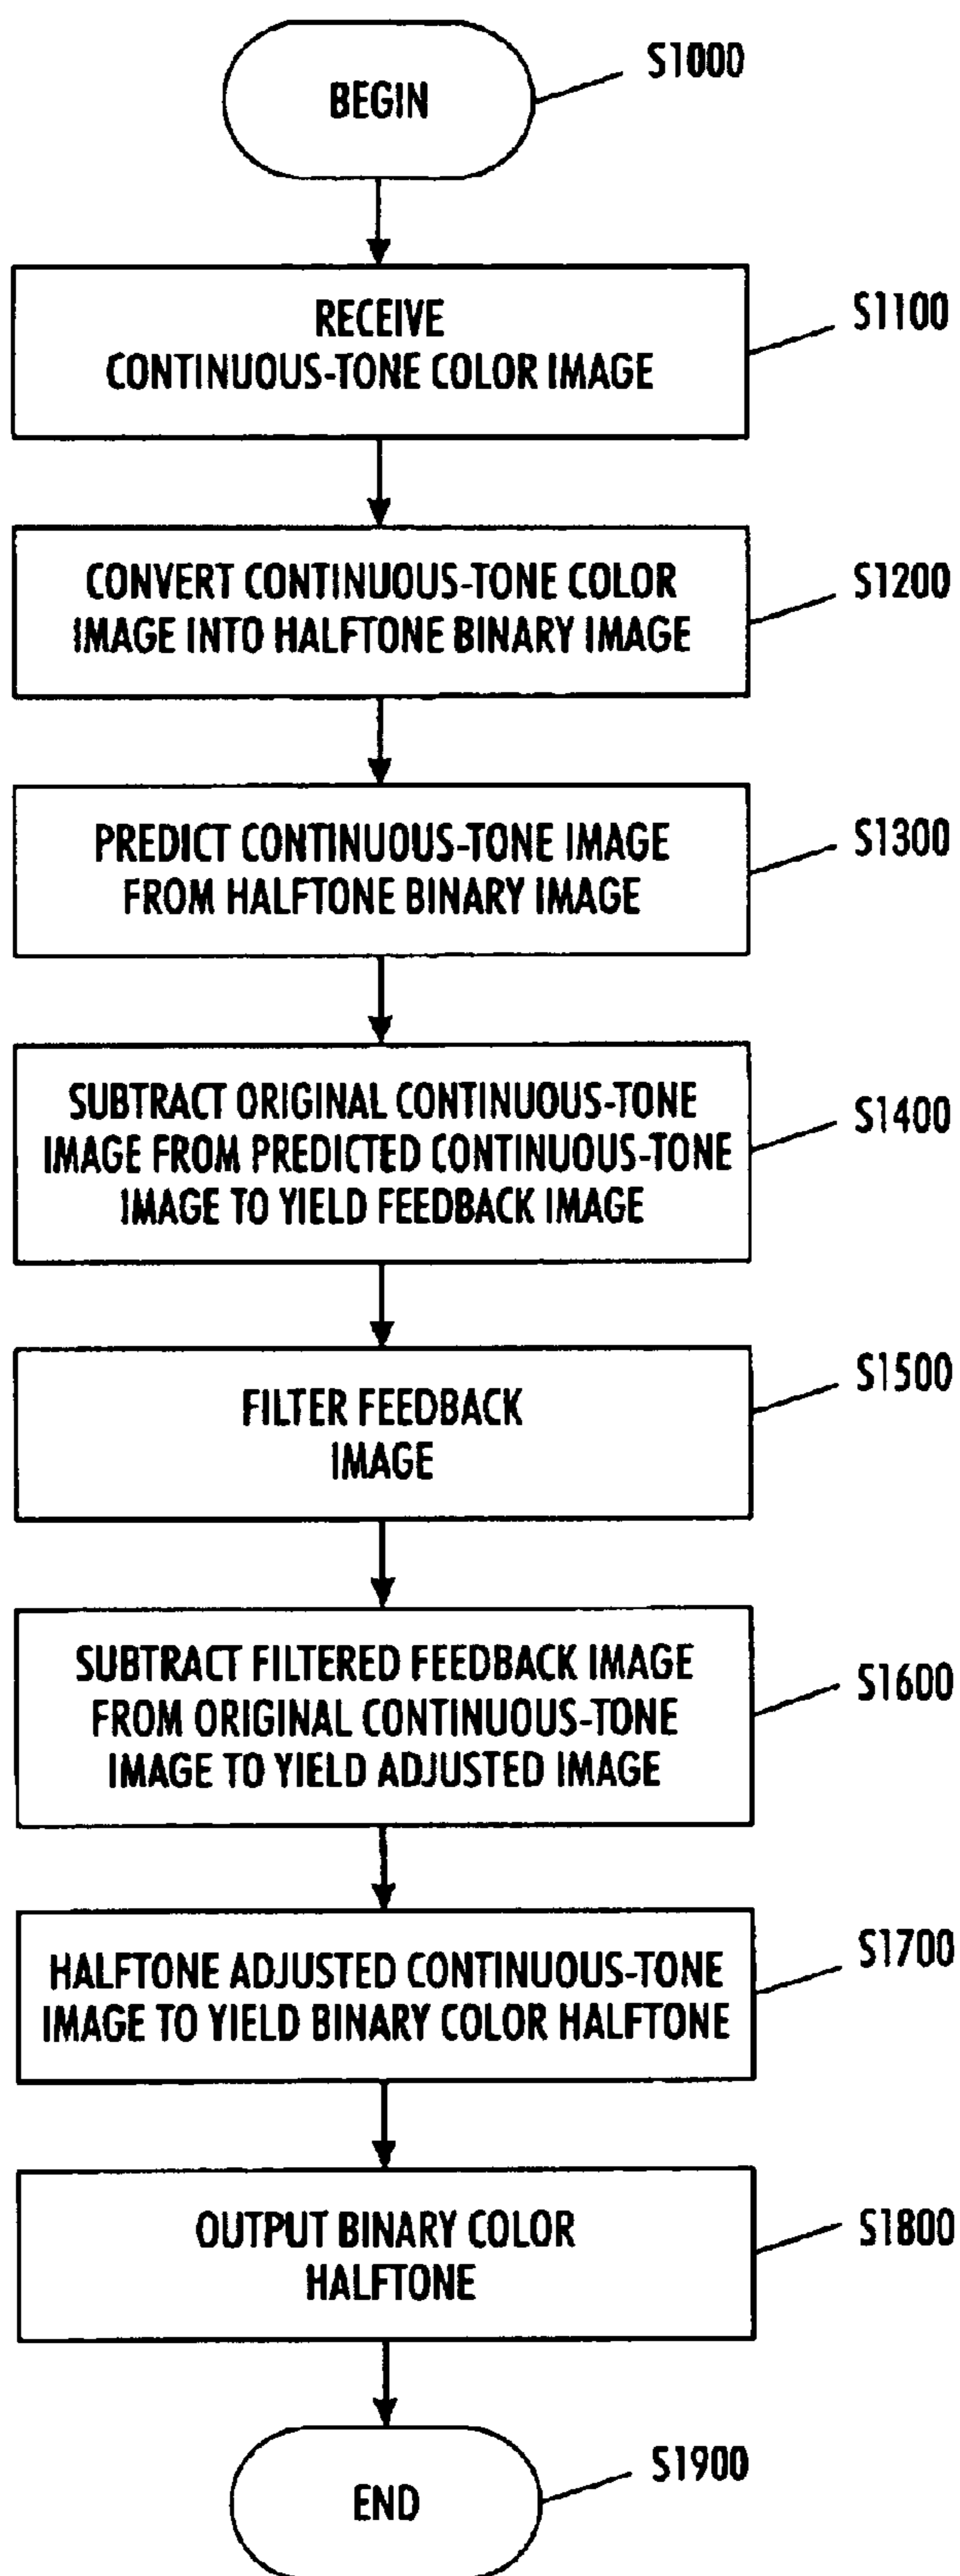 BEGIN
S1000
RECEIVE
CONTINUOUS-TONE COLOR IMAGE
S1100
CONVERT CONTINUOUS-TONE COLOR
IMAGE INTO HALFTONE BINARY IMAGE
S1200
PREDICT CONTINUOUS-TONE IMAGE
FROM HALFTONE BINARY IMAGE
S1300
SUBTRACT ORIGINAL CONTINUOUS-TONE
IMAGE FROM PREDICTED CONTINUOUS-TONE
IMAGE TO YIELD FEEDBACK IMAGE
S1400
FILTER FEEDBACK
IMAGE
S1500
SUBTRACT FILTERED FEEDBACK IMAGE
FROM ORIGINAL CONTINUOUS-TONE
IMAGE TO YIELD ADJUSTED IMAGE
S1600
HALFTONE ADJUSTED CONTINUOUS-TONE
IMAGE TO YIELD BINARY COLOR HALFTONE
S1700
OUTPUT BINARY COLOR
HALFTONE
S1800
END
S1900